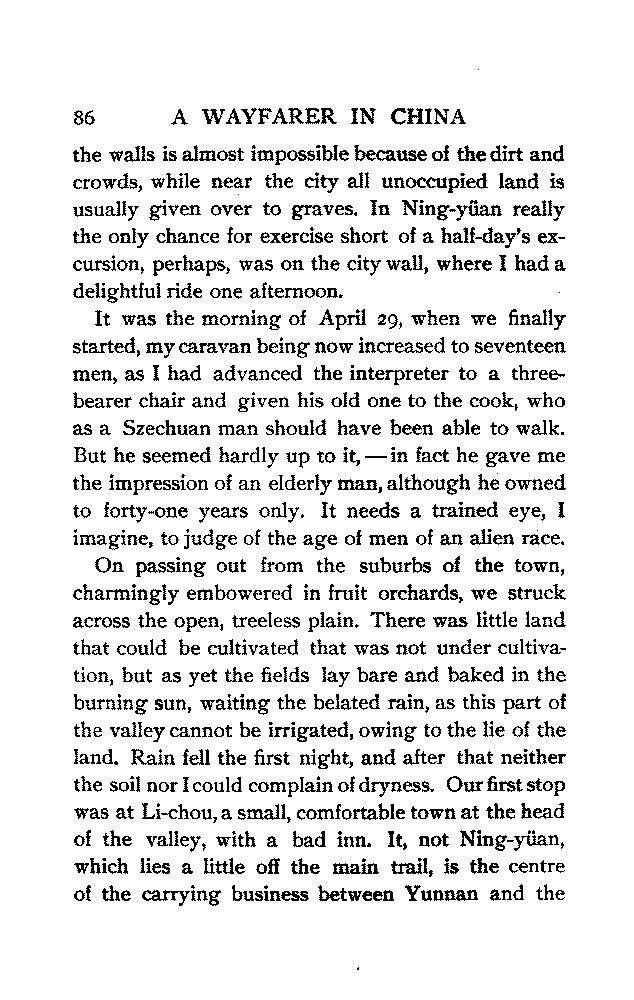 86 A WAYFARER IN CHINA
the walls is almost impossible because of the dirt and
crowds, while near the city all unoccupied land is
usually given over to graves. In Ning-yüan really
the only chance for exercise short of a half-day's ex-
cursion, perhaps, was on the city wall, where I had a
delightful ride one afternoon.
It was the morning of April 29, when we finally
started, my caravan being now increased to seventeen
men, as I had advanced the interpreter to a three-
bearer chair and given his old one to the cook, who
as a Szechuan man should have been able to walk.
But he seemed hardly up to it, — in fact he gave me
the impression of an elderly man, although he owned
to forty-one years only. It needs a trained eye, I
imagine, to judge of the age of men of an alien race.
On passing out from the suburbs of the town,
charmingly embowered in fruit orchards, we struck
across the open, treeless plain. There was little land
that could be cultivated that was not under cultiva-
tion, but as yet the fields lay bare and baked in the
burning sun, waiting the belated rain, as this part of
the valley cannot be irrigated, owing to the lie of the
land. Rain fell the first night, and after that neither
the soil nor I could complain of dryness. Our first stop
was at Li-chou, a small, comfortable town at the head
of the valley, with a bad inn. It, not Ning-yüan,
which lies a little off the main trail, is the centre
of the carrying business between Yunnan and the